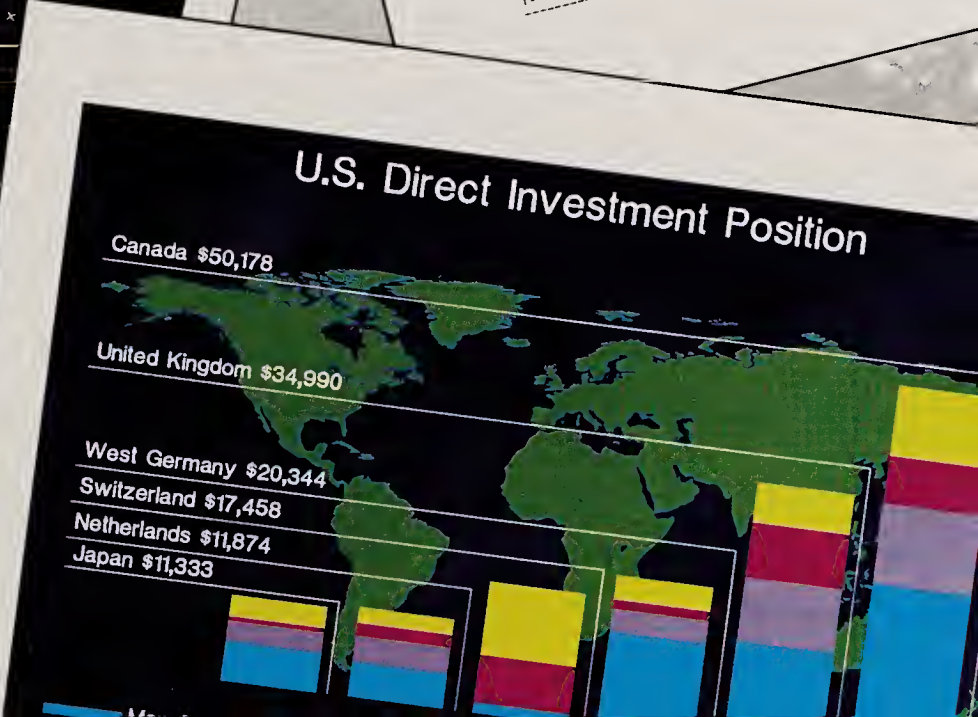 U.S. Direct Investment Position
Canada $50,178
United Kingdom $34,990
West Germany $20,344
Switzerland $17,458
Netherlands $11,874
Japan $11,333